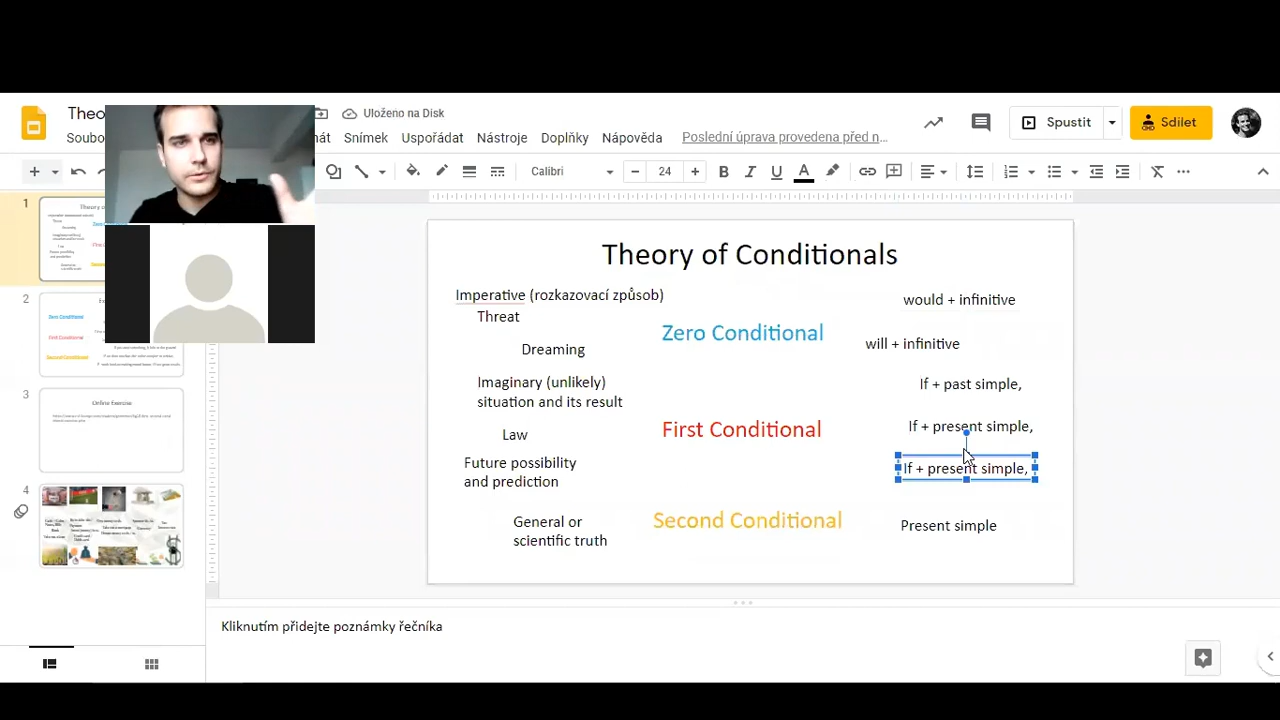 Theo
Uloženo na Disk
Soubo
nát Snímek Uspořádat Nástroje Doplňky Nápověda Poslední úprava provedena před n...
Spustit
Sdílet
Calibri
24
B I U A
1
2
3
4
Zero Conditional
First Conditional
Second Conditional
Online Exercise
Theory of Conditionals
Imperative (rozkazovací způsob)
Threat
Dreaming
Imaginary (unlikely)
situation and its result
Law
Future possibility
and prediction
General or
scientific truth
Zero Conditional
First Conditional
Second Conditional
would + infinitive
will + infinitive
If + past simple,
If + present simple,
If + present simple,
Present simple
Kliknutím přidejte poznámky řečníka